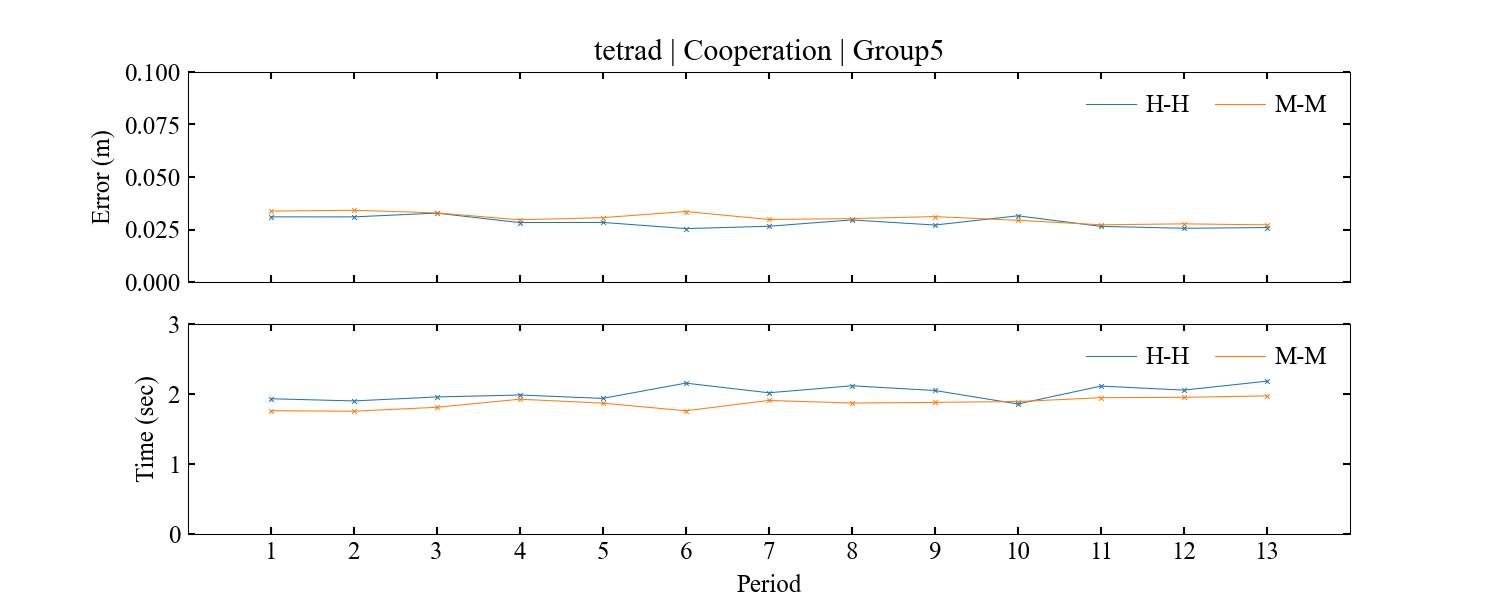 tetrad | Cooperation | Group5
0.100
0.075
0.050
0.025
0.000
Error (m)
H-H M-M
3
2
1
0
Time (sec)
H-H M-M
1 2 3 4 5 6 7 8 9 10 11 12 13
Period